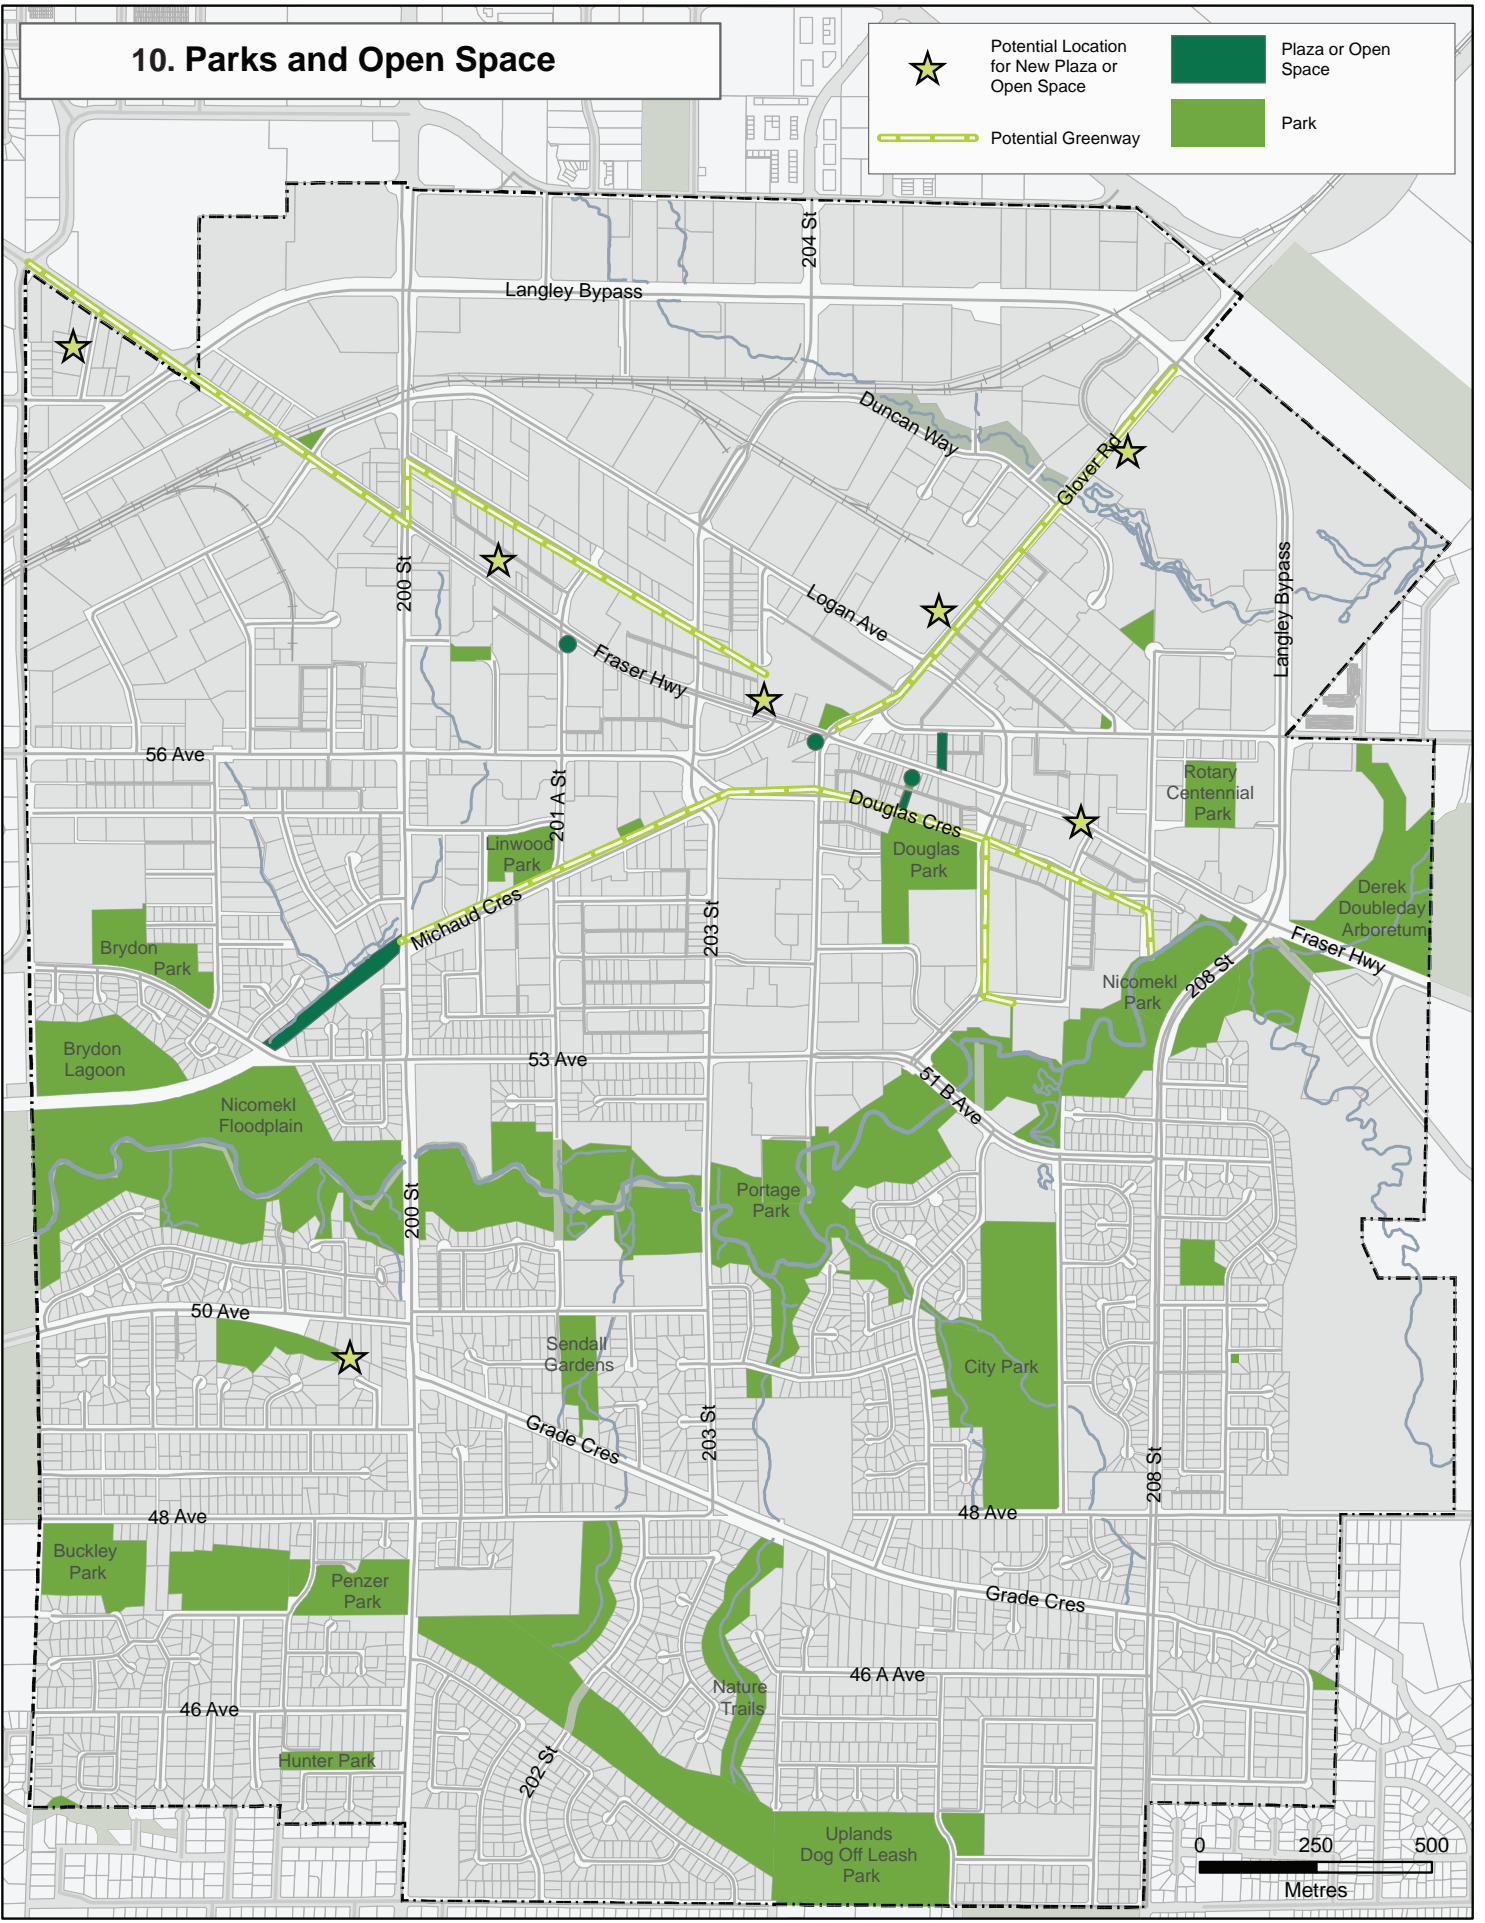 10. Parks and Open Space
Potential Location
for New Plaza or
Open Space
Potential Greenway
Plaza or Open
Space
Park
204 St
Langley Bypass
Duncan Way
Glover Rd
200 St
Logan Ave
Langley Bypass
Fraser Hwy
56 Ave
201 A St
Rotary
Centennial
Park
Douglas Cres
Linwood
Park
Douglas
Park
Derek
Doubleday
Arboretum
Michaud Cres
203 St
Brydon
Park
Fraser Hwy
208 St
Nicomekl
Park
Brydon
Lagoon
53 Ave
51 B Ave
Nicomekl
Floodplain
200 St
Portage
Park
50 Ave
Sendall
Gardens
City Park
Grade Cres
203 St
208 St
48 Ave
48 Ave
Buckley
Park
Penzer
Park
Grade Cres
46 A Ave
Nature
Trails
46 Ave
Hunter Park
202 St
Uplands
Dog Off Leash
Park
0 250 500
Metres